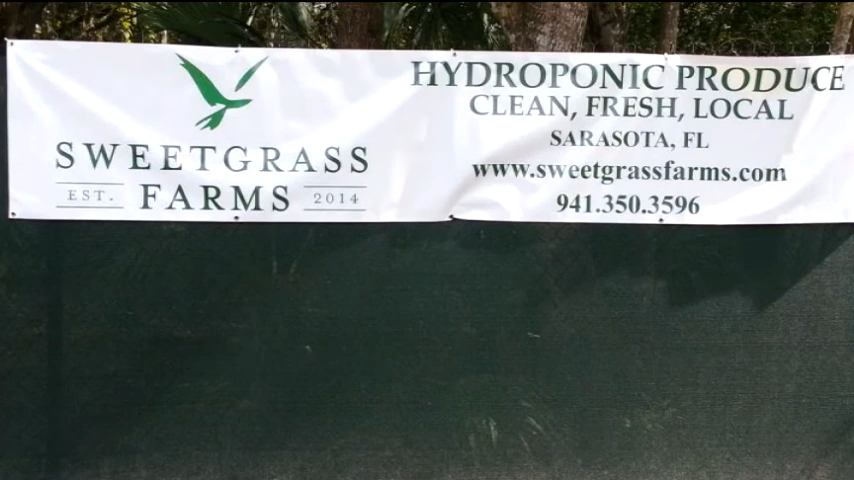 SWEETGRASS
EST. FARMS 2014
HYDROPONIC PRODUCE
CLEAN, FRESH, LOCAL
SARASOTA, FL
www.sweetgrassfarms.com
941.350.3596